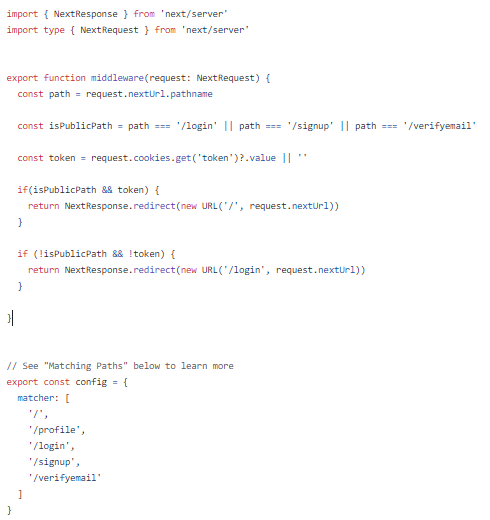 import { NextResponse } from 'next/server'
import type { NextRequest } from 'next/server'
export function middleware(request: NextRequest) {
const path = request.nextUrl.pathname
const isPublicPath = path === '/login' || path === '/signup' || path === '/verifyemail'
const token = request.cookies.get('token')?.value || ''
if(isPublicPath && token) {
return NextResponse.redirect(new URL('/', request.nextUrl))
}
if (!isPublicPath && !token) {
return NextResponse.redirect(new URL('/login', request.nextUrl))
}
}
// See "Matching Paths" below to learn more
export const config = {
matcher: [
'/',
'/profile',
'/login',
'/signup',
'/verifyemail'
]
}